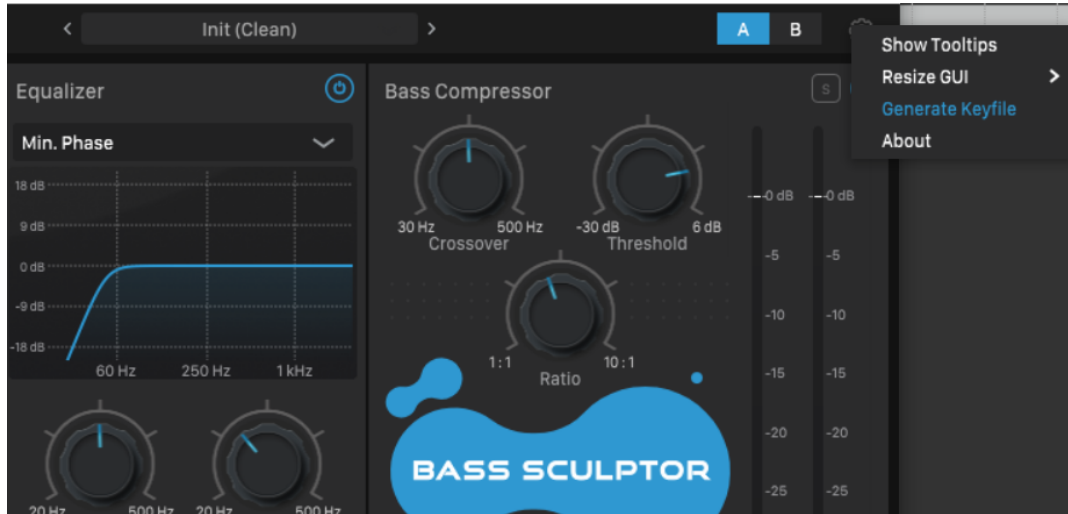 Init (Clean)
A
B
Show Tooltips
Resize GUI
Generate Keyfile
About
Equalizer
Min. Phase
18 dB
9 dB
0 dB
-9 dB
-18 dB
60 Hz
250 Hz
1 kHz
20 Hz
500 Hz
20 Hz
500 Hz
Bass Compressor
S
30 Hz
500 Hz
Crossover
-30 dB
6 dB
Threshold
1:1
10:1
Ratio
BASS SCULPTOR
0 dB
-5
-10
-15
-20
-25
0 dB
-5
-10
-15
-20
-25